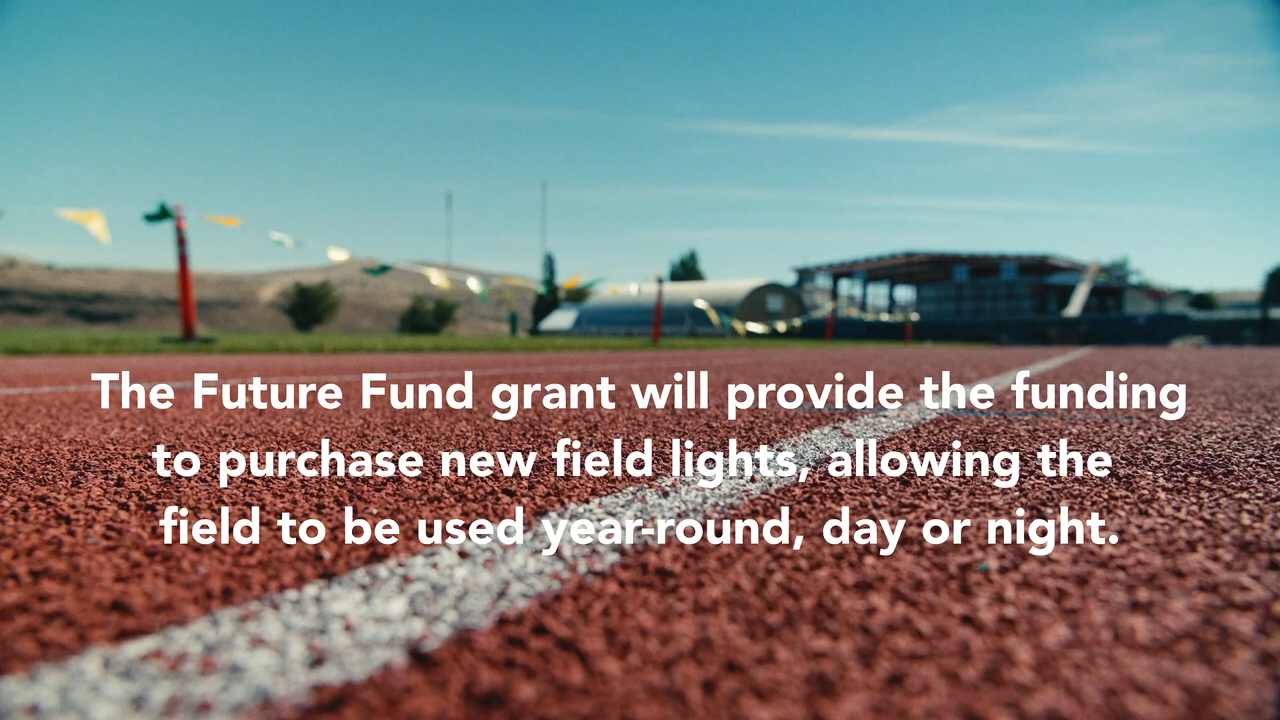 The Future Fund grant will provide the funding
to purchase new field lights, allowing the
field to be used year-round, day or night.